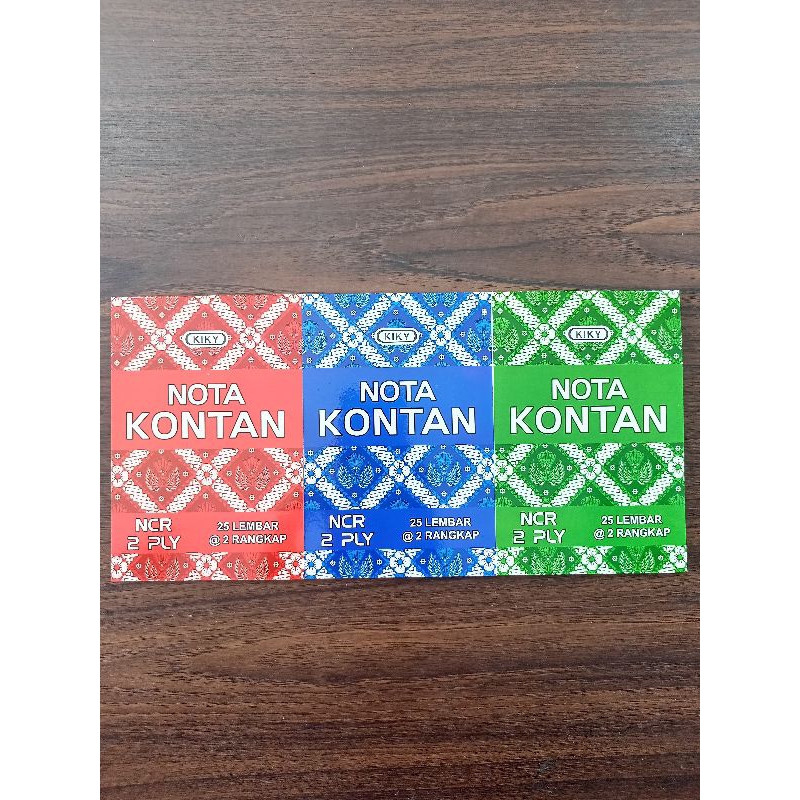 KIKY
NOTA
KONTAN
NCR
2 PLY
25 LEMBAR
@ 2 RANGKAP
KIKY
NOTA
KONTAN
NCR
2 PLY
25 LEMBAR
@ 2 RANGKAP
KIKY
NOTA
KONTAN
NCR
2 PLY
25 LEMBAR
@ 2 RANGKAP